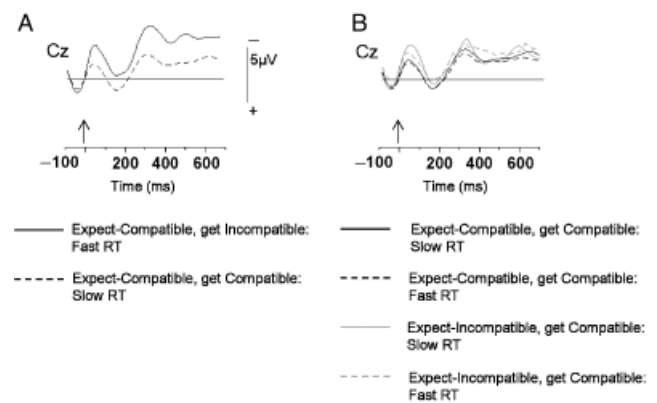 A
Cz
−
5μV
+
−100 0 200 400 600
Time (ms)
Expect-Compatible, get Incompatible:
Fast RT
Expect-Compatible, get Compatible:
Slow RT
B
Cz
−100 0 200 400 600
Time (ms)
Expect-Compatible, get Compatible:
Slow RT
Expect-Compatible, get Compatible:
Fast RT
Expect-Incompatible, get Compatible:
Slow RT
Expect-Incompatible, get Compatible:
Fast RT